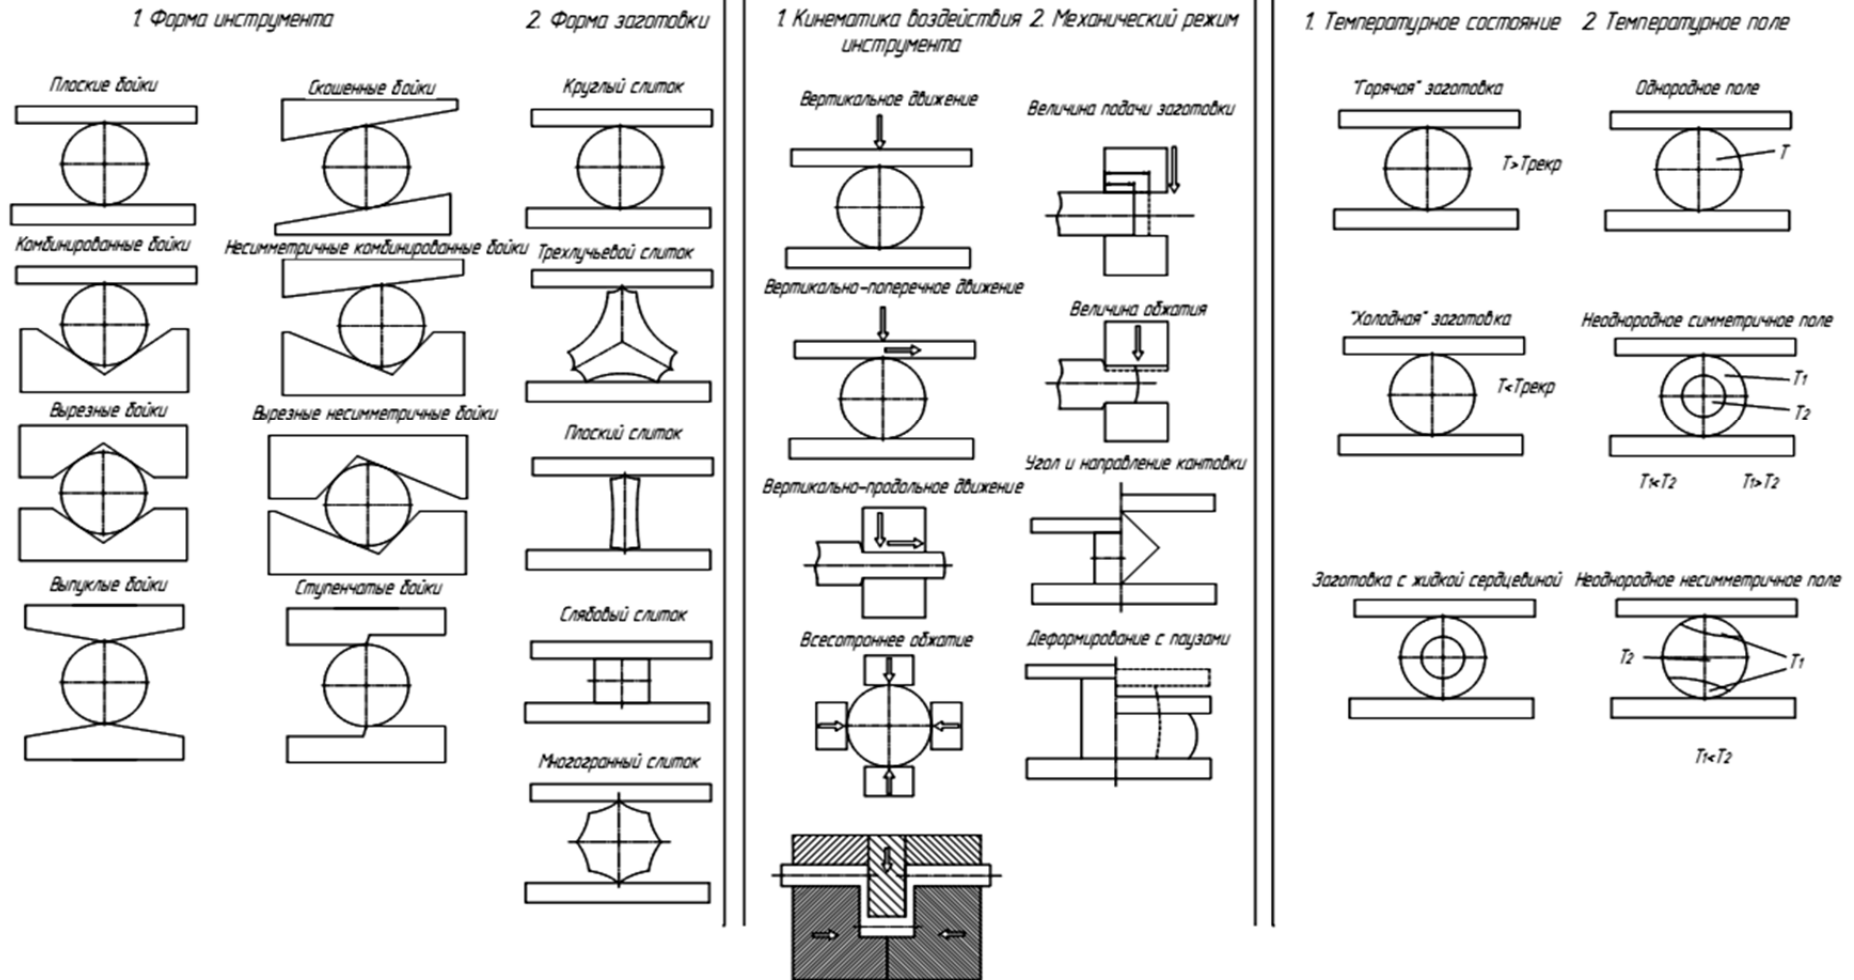 1. Форма инструмента
Плоские бойки
Скошенные бойки
Комбинированные бойки
Несимметричные комбинированные бойки
Вырезные бойки
Вырезные несимметричные бойки
Выпуклые бойки
Ступенчатые бойки
2. Форма заготовки
Круглый слиток
Трехлучьевой слиток
Плоский слиток
Слябовый слиток
Многогранный слиток
1. Кинематика воздействия
инструмента
Вертикальное движение
Вертикально-поперечное движение
Вертикально-продольное движение
Всесотроннее обжатие
2. Механический режим
Величина подачи заготовки
Величина обжатия
Угол и направление кантовки
Деформирование с паузами
1. Температурное состояние
"Горячая" заготовка
T>Tрекр
"Холодная" заготовка
T<Tрекр
Заготовка с жидкой сердцевиной
2 Температурное поле
Однородное поле
T
Неоднородное симметричное поле
T1
T2
T1<T2 T1>T2
Неоднородное несимметричное поле
T2
T1
T1<T2